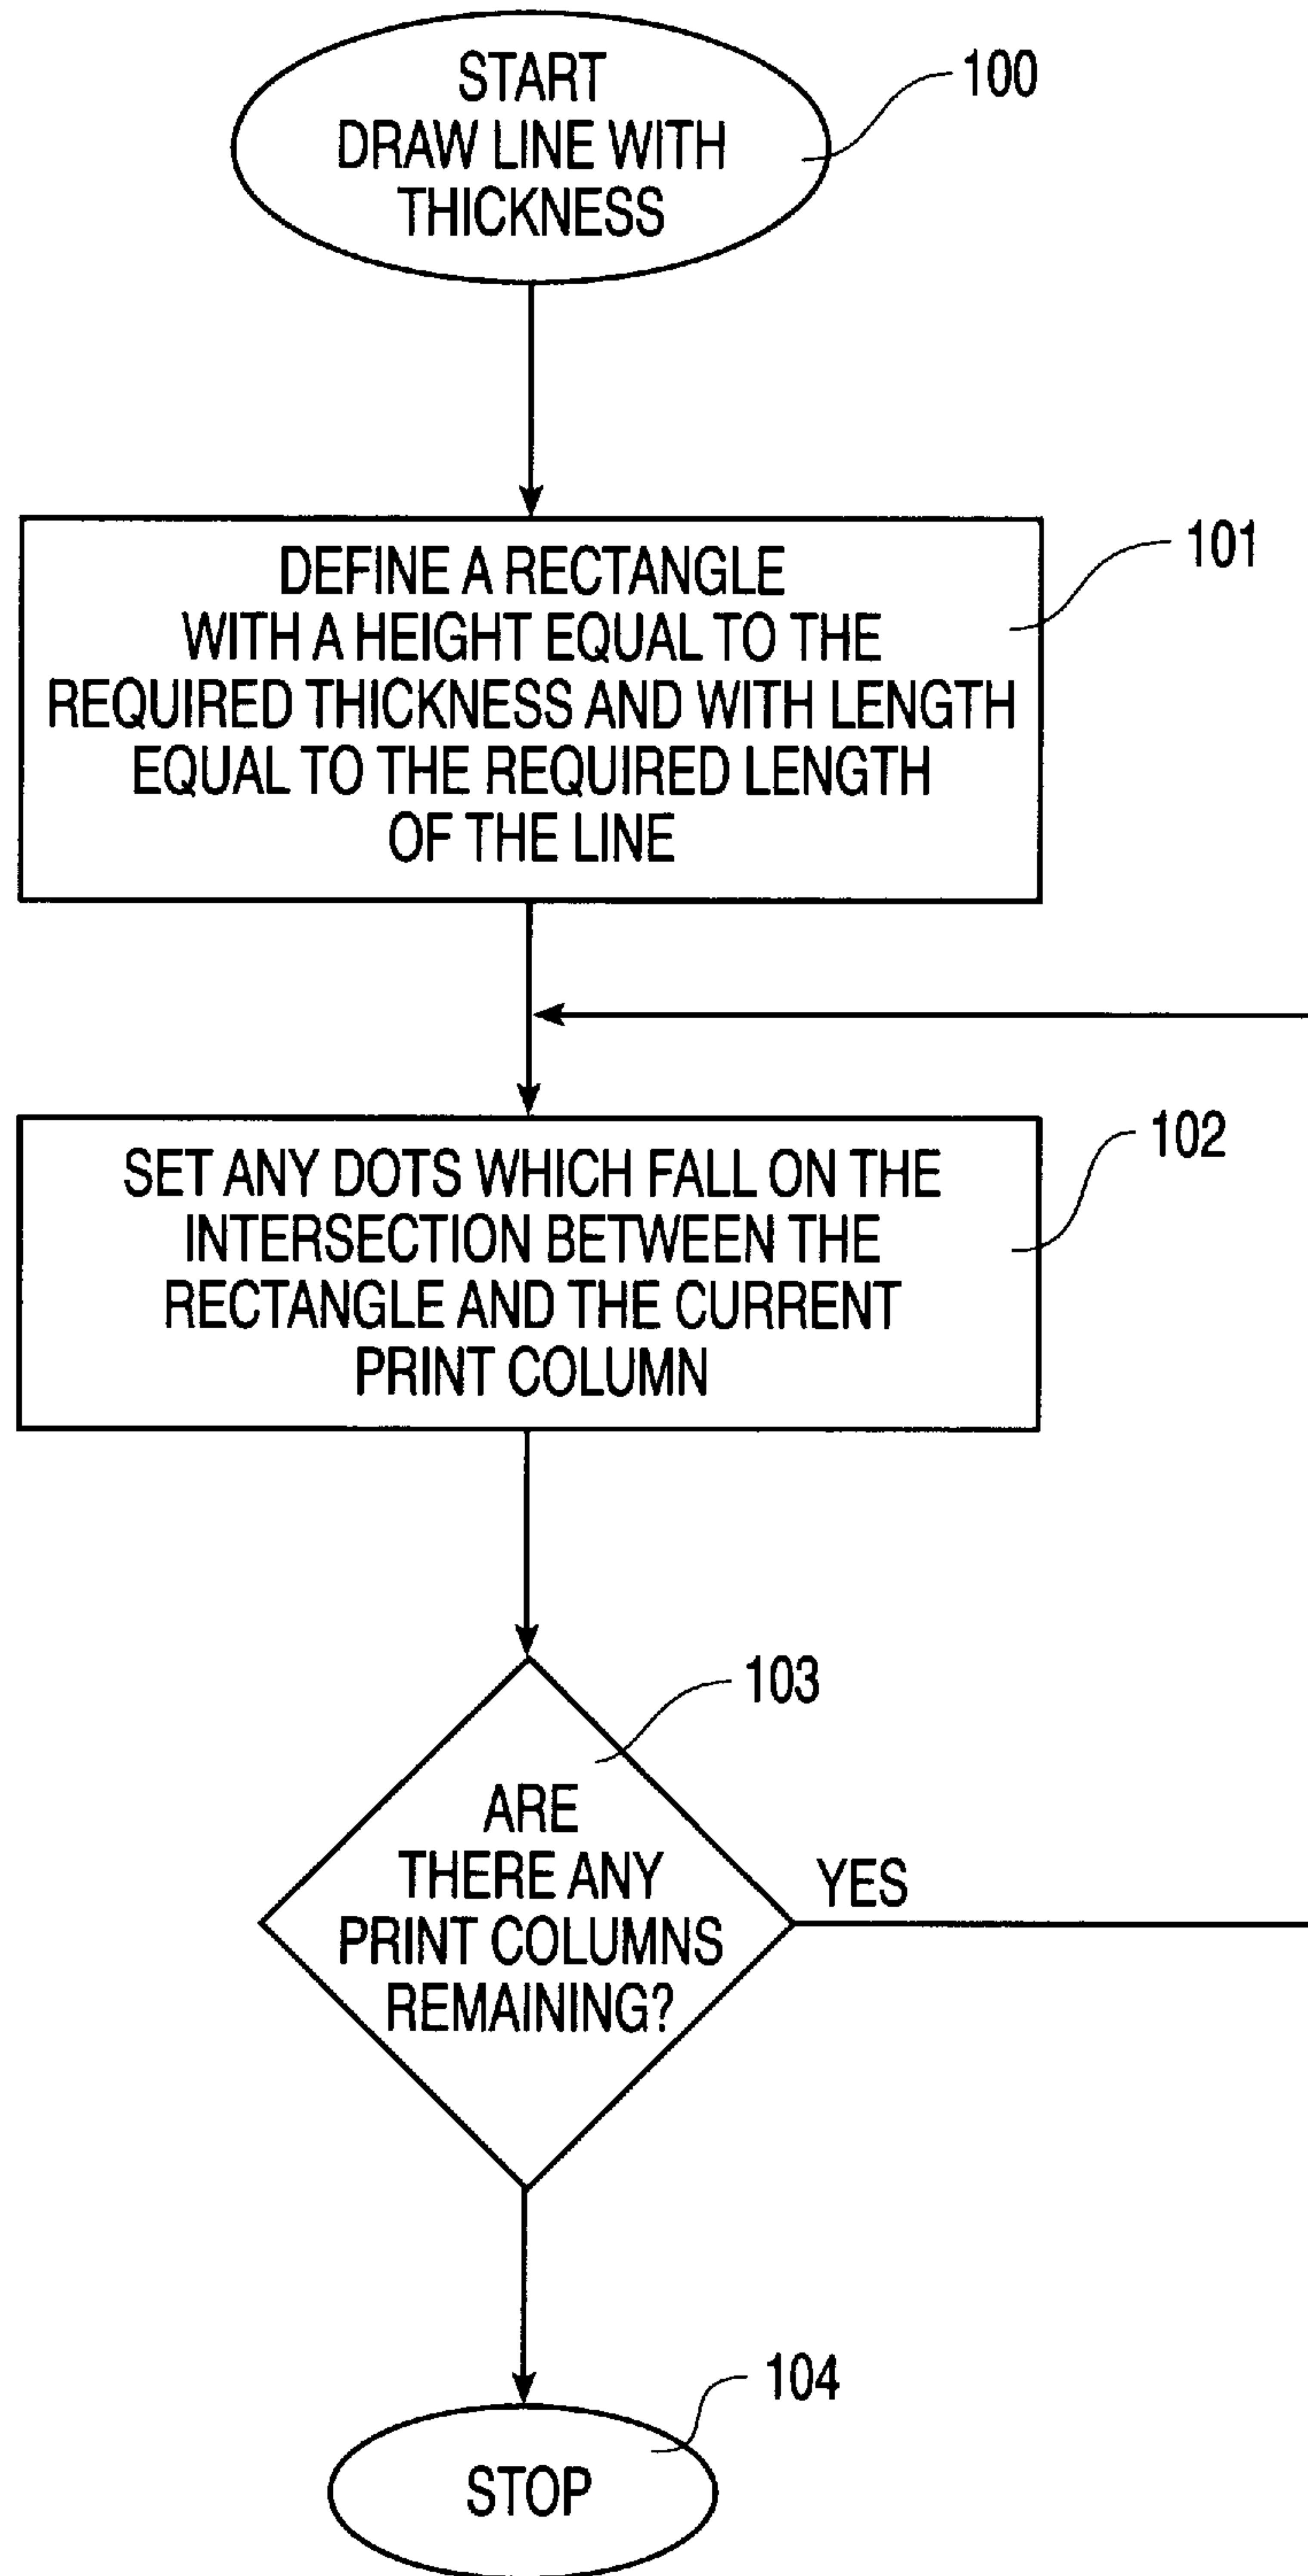 START
DRAW LINE WITH
THICKNESS
100
DEFINE A RECTANGLE
WITH A HEIGHT EQUAL TO THE
REQUIRED THICKNESS AND WITH LENGTH
EQUAL TO THE REQUIRED LENGTH
OF THE LINE
101
SET ANY DOTS WHICH FALL ON THE
INTERSECTION BETWEEN THE
RECTANGLE AND THE CURRENT
PRINT COLUMN
102
103
ARE
THERE ANY
PRINT COLUMNS
REMAINING?
YES
104
STOP